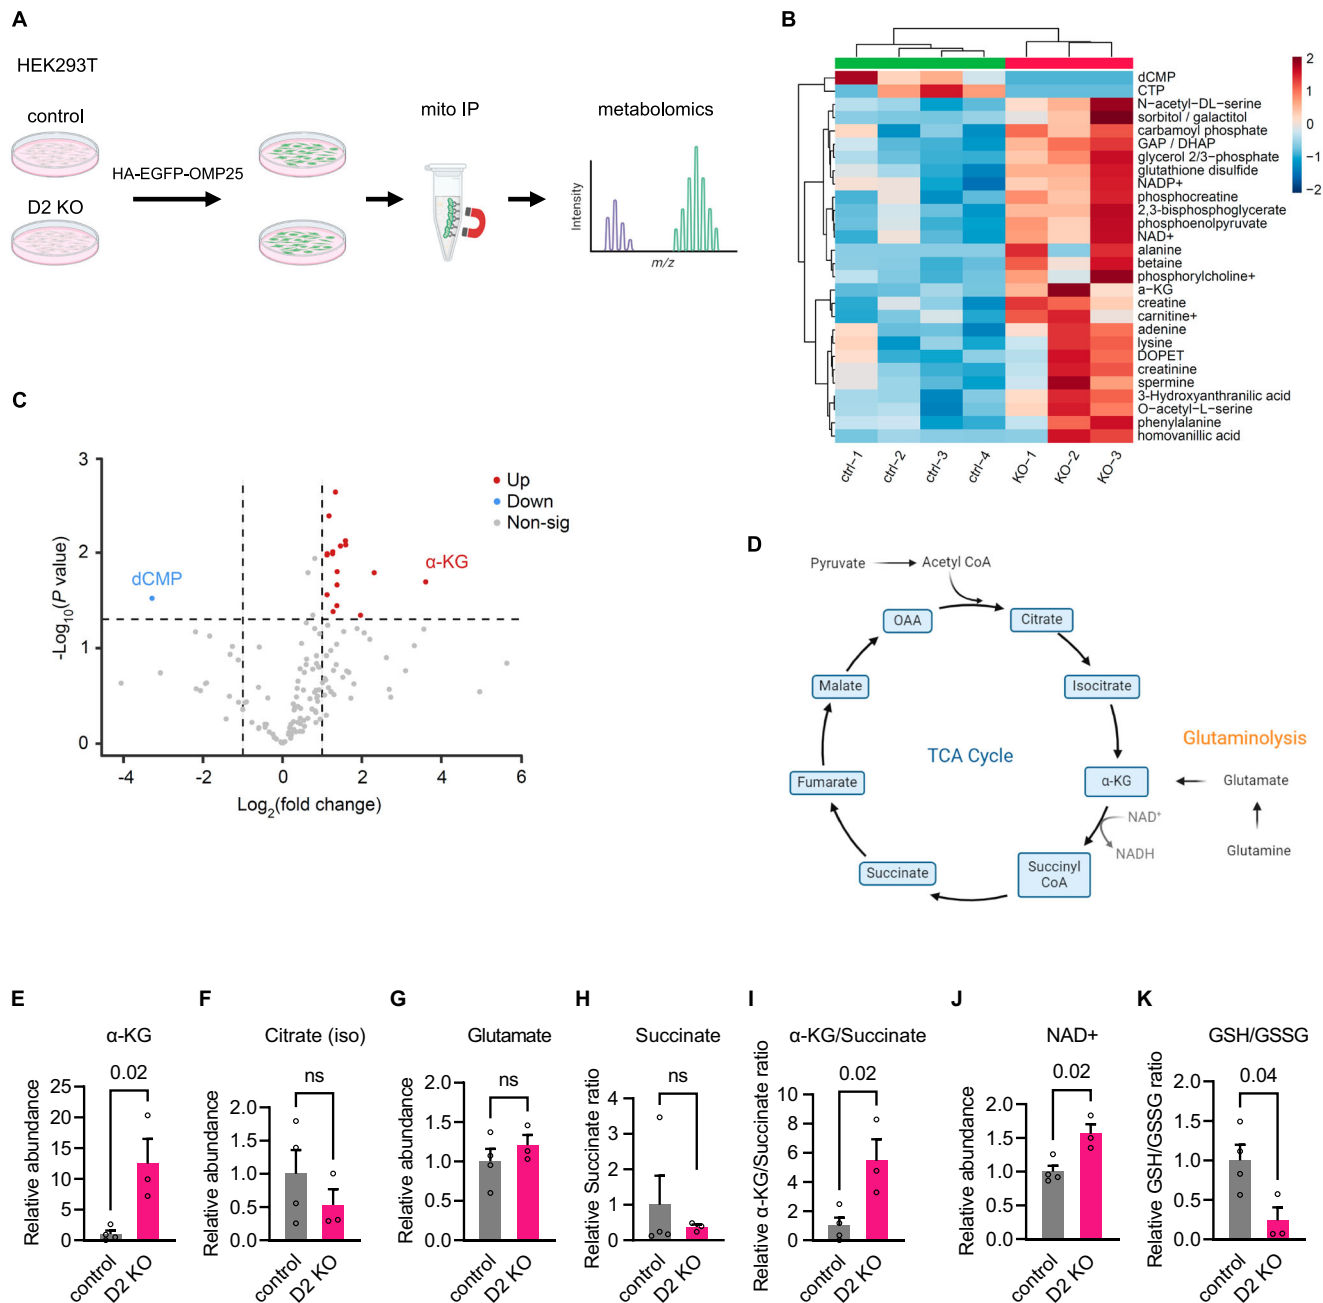 A
HEK293T
control
D2 KO
HA-EGFP-OMP25
mito IP
metabolomics
Intensity
m/z
B
dCMP
CTP
N−acetyl−DL−serine
sorbitol / galactitol
carbamoyl phosphate
GAP / DHAP
glycerol 2/3−phosphate
glutathione disulfide
NADP+
phosphocreatine
2,3−bisphosphoglycerate
phosphoenolpyruvate
NAD+
alanine
betaine
phosphorylcholine+
a−KG
creatine
carnitine+
adenine
lysine
DOPET
creatinine
spermine
3−Hydroxyanthranilic acid
O−acetyl−L−serine
phenylalanine
homovanillic acid
2
1
0
−1
−2
ctrl−1
ctrl−2
ctrl−3
ctrl−4
KO−1
KO−2
KO−3
C
3
2
1
0
-Log10(P value)
-4
-2
0
2
4
6
Log2(fold change)
Up
Down
Non-sig
dCMP
α-KG
D
Pyruvate
Acetyl CoA
OAA
Citrate
Malate
Isocitrate
TCA Cycle
Glutaminolysis
Fumarate
α-KG
Glutamate
NAD+
NADH
Glutamine
Succinate
Succinyl
CoA
E
α-KG
0.02
Relative abundance
25
20
15
10
5
0
control
D2 KO
F
Citrate (iso)
ns
Relative abundance
2.0
1.5
1.0
0.5
0.0
control
D2 KO
G
Glutamate
ns
Relative abundance
2.0
1.5
1.0
0.5
0.0
control
D2 KO
H
Succinate
ns
Relative Succinate ratio
4
3
2
1
0
control
D2 KO
I
α-KG/Succinate
0.02
Relative α-KG/Succinate ratio
10
8
6
4
2
0
control
D2 KO
J
NAD+
0.02
Relative abundance
2.0
1.5
1.0
0.5
0.0
control
D2 KO
K
GSH/GSSG
0.04
Relative GSH/GSSG ratio
2.0
1.5
1.0
0.5
0.0
control
D2 KO